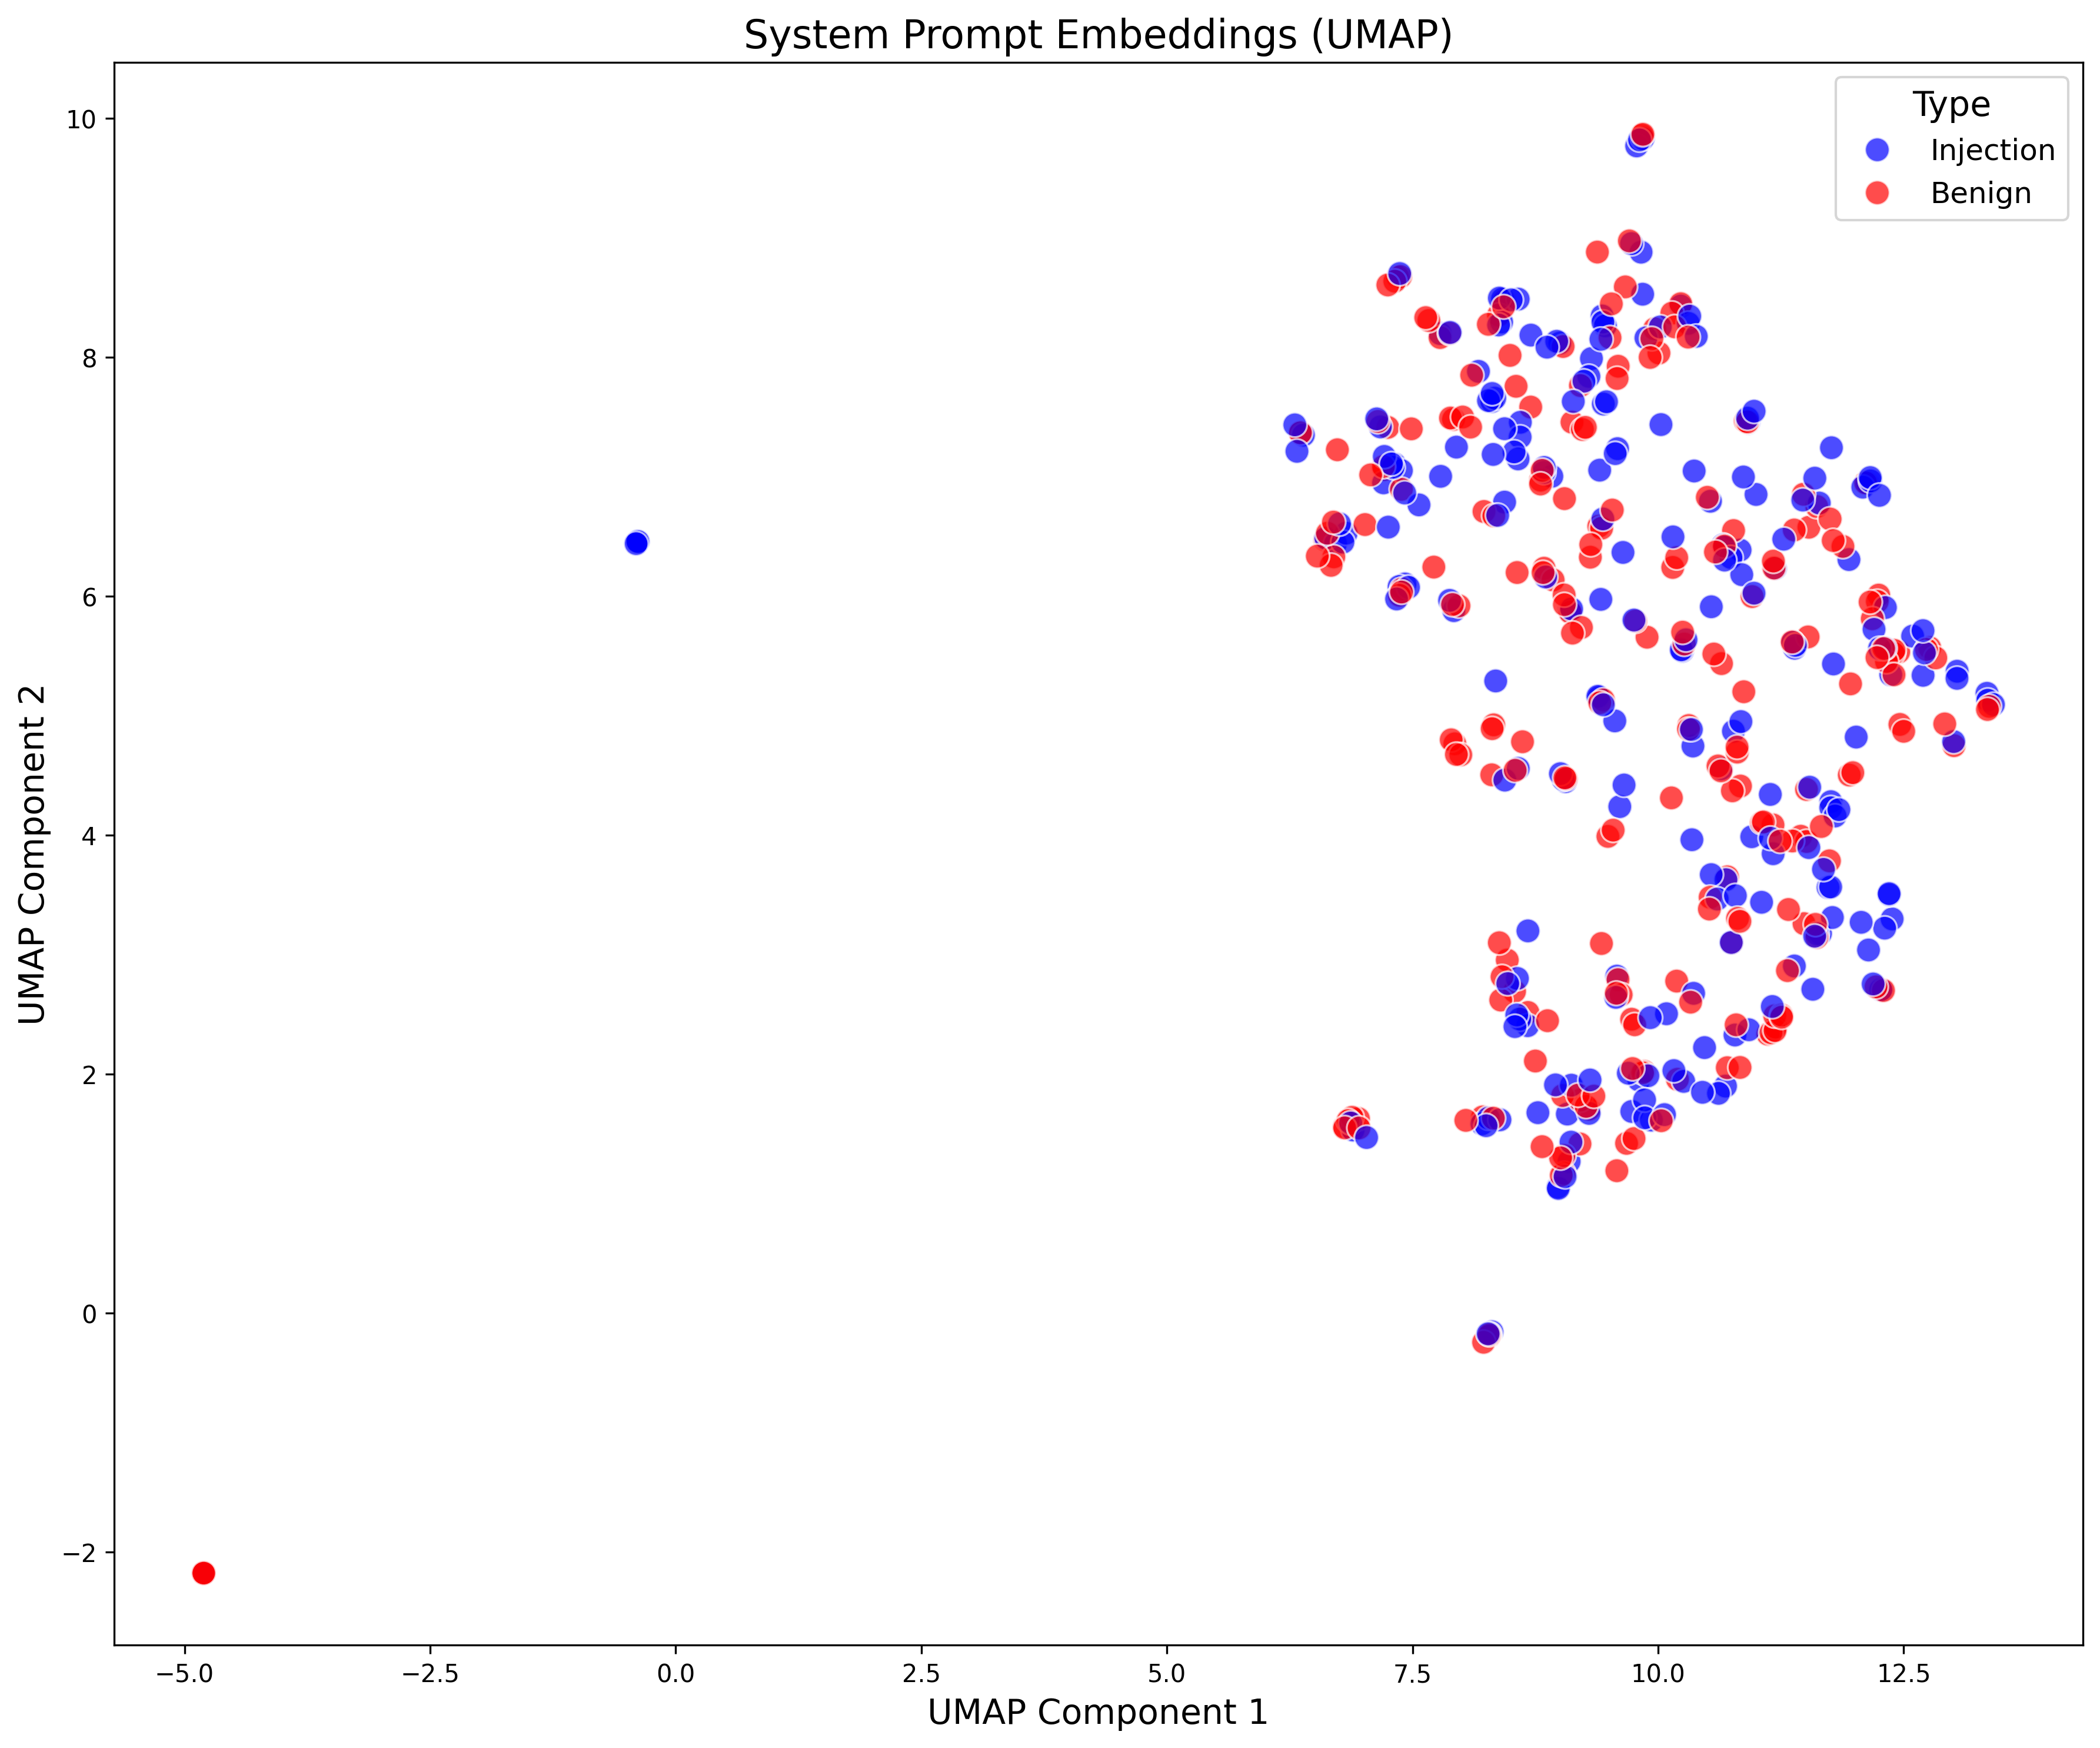 System Prompt Embeddings (UMAP)
Type
Injection
Benign
10
8
6
4
2
0
−2
UMAP Component 2
−5.0
−2.5
0.0
2.5
5.0
7.5
10.0
12.5
UMAP Component 1